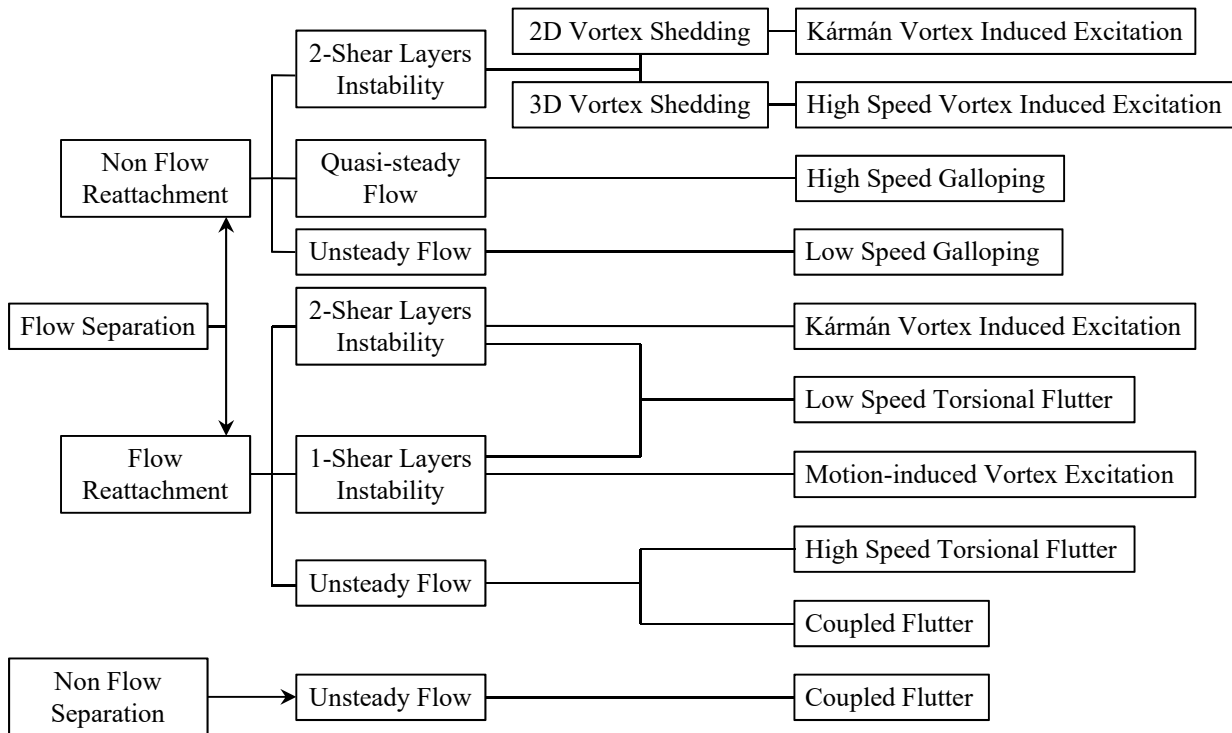 2D Vortex Shedding
Kármán Vortex Induced Excitation
2-Shear Layers
Instability
3D Vortex Shedding
High Speed Vortex Induced Excitation
Non Flow
Reattachment
Quasi-steady
Flow
High Speed Galloping
Unsteady Flow
Low Speed Galloping
Flow Separation
2-Shear Layers
Instability
Kármán Vortex Induced Excitation
Low Speed Torsional Flutter
Flow
Reattachment
1-Shear Layers
Instability
Motion-induced Vortex Excitation
High Speed Torsional Flutter
Unsteady Flow
Coupled Flutter
Non Flow
Separation
Unsteady Flow
Coupled Flutter